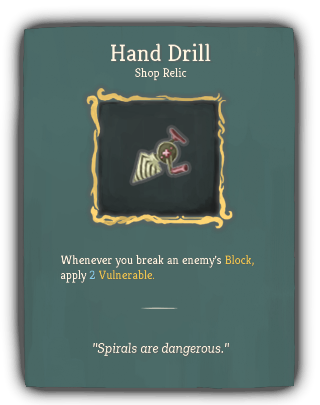 Hand Drill
Shop Relic
Whenever you break an enemy's Block,
apply 2 Vulnerable.
"Spirals are dangerous."